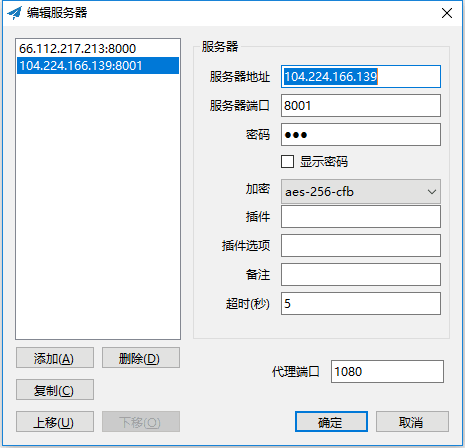 编辑服务器
66.112.217.213:8000
104.224.166.139:8001
服务器
服务器地址 104.224.166.139
服务器端口 8001
密码 ●●●
显示密码
加密 aes-256-cfb
插件
插件选项
备注
超时(秒) 5
添加(A) 删除(D)
代理端口 1080
复制(C)
上移(U) 下移(O)
确定 取消